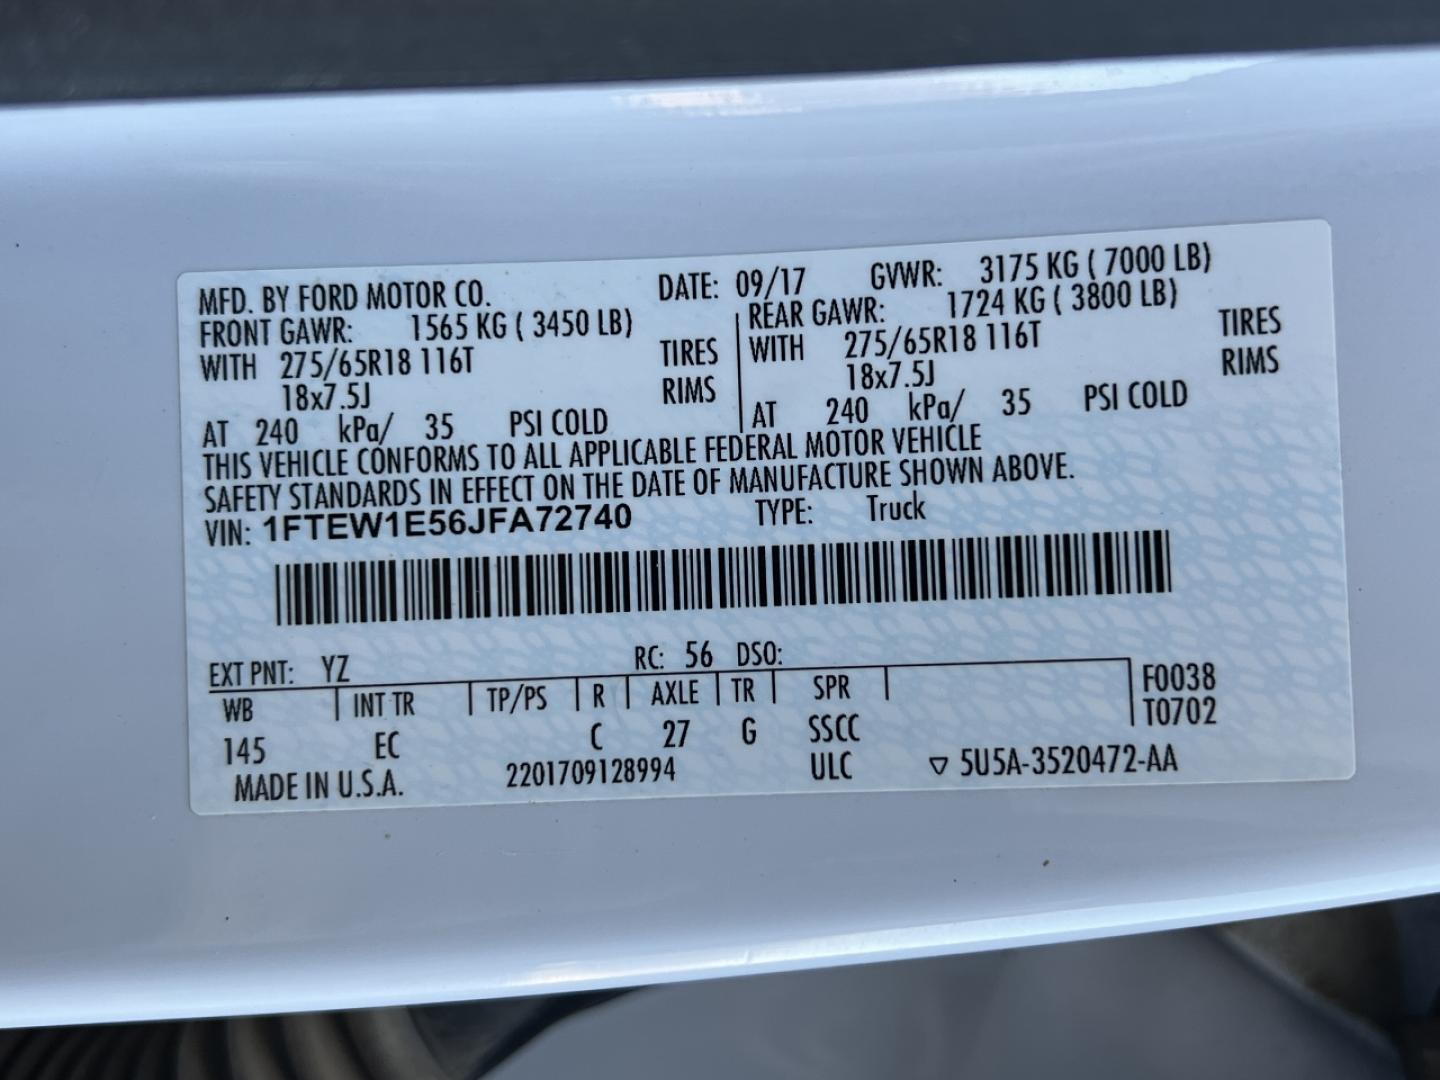 MFD. BY FORD MOTOR CO. DATE: 09/17 GVWR: 3175 KG ( 7000 LB)
FRONT GAWR: 1565 KG ( 3450 LB) REAR GAWR: 1724 KG ( 3800 LB)
WITH 275/65R18 116T TIRES WITH 275/65R18 116T TIRES
18x7.5J RIMS 18x7.5J RIMS
AT 240 kPa/ 35 PSI COLD AT 240 kPa/ 35 PSI COLD
THIS VEHICLE CONFORMS TO ALL APPLICABLE FEDERAL MOTOR VEHICLE
SAFETY STANDARDS IN EFFECT ON THE DATE OF MANUFACTURE SHOWN ABOVE.
VIN: 1FTEW1E56JFA72740 TYPE: Truck
EXT PNT: YZ RC: 56 DSO:
WB INT TR TP/PS R AXLE TR SPR F0038
T0702
145 EC C 27 G SSCC
MADE IN U.S.A. 2201709128994 ULC ▽ 5U5A-3520472-AA